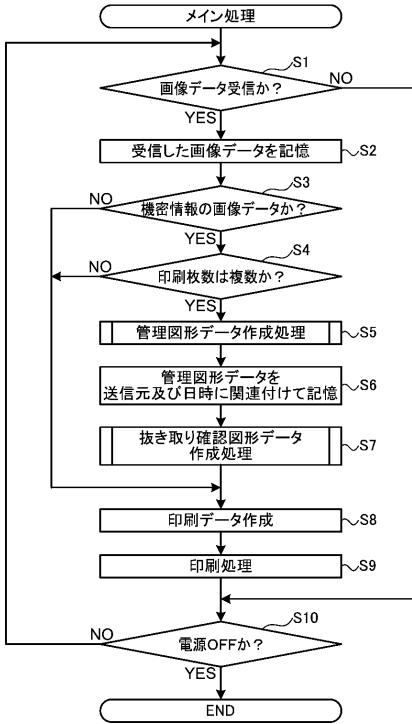 メイン処理
S1
画像データ受信か?
NO
YES
受信した画像データを記憶
S2
S3
NO
機密情報の画像データか?
YES
S4
NO
印刷枚数は複数か?
YES
管理図形データ作成処理
S5
管理図形データを
送信元及び日時に関連付けて記憶
S6
抜き取り確認図形データ
作成処理
S7
印刷データ作成
S8
印刷処理
S9
S10
NO
電源OFFか?
YES
END